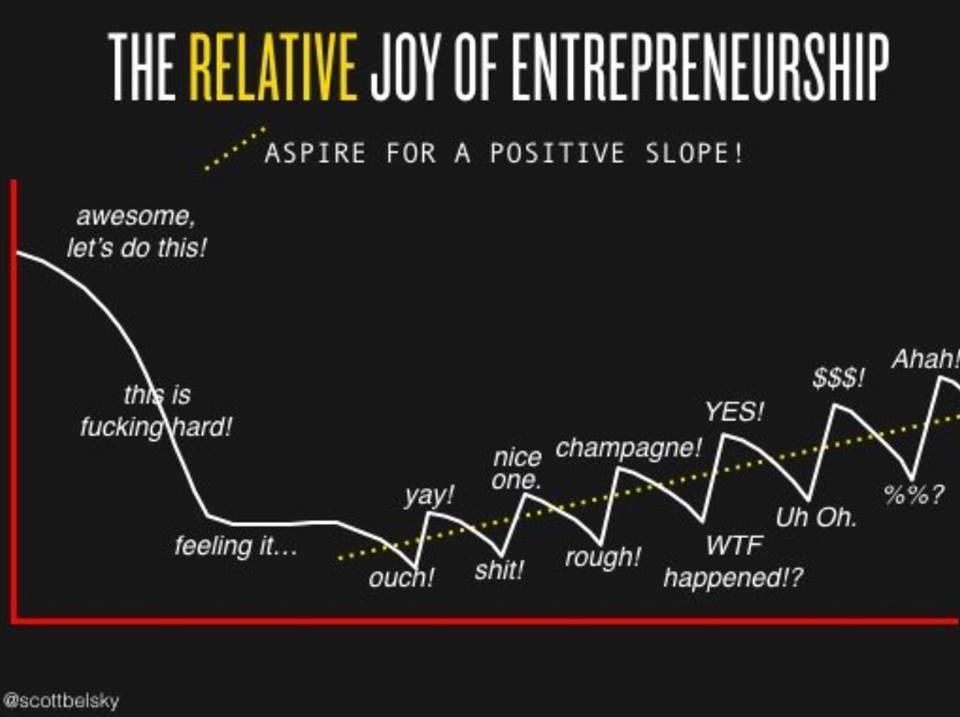 THE RELATIVE JOY OF ENTREPRENEURSHIP
ASPIRE FOR A POSITIVE SLOPE!
awesome,
let's do this!
this is
fucking hard!
feeling it...
ouch!
yay!
shit!
nice
one.
rough!
champagne!
WTF
happened!?
YES!
Uh Oh.
$$$!
%%?
Ahah!
@scottbelsky